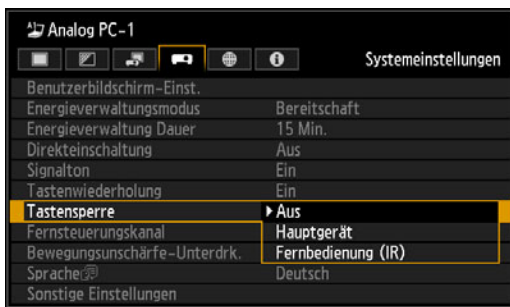 Analog PC-1
Systemeinstellungen
Benutzerbildschirm-Einst.
Energieverwaltungsmodus Bereitschaft
Energieverwaltung Dauer 15 Min.
Direkteinschaltung Aus
Signalton Ein
Tastenwiederholung Ein
Tastensperre Aus
Fernsteuerungskanal Hauptgerät
Bewegungsunschärfe-Unterdrk. Fernbedienung (IR)
Sprache Deutsch
Sonstige Einstellungen